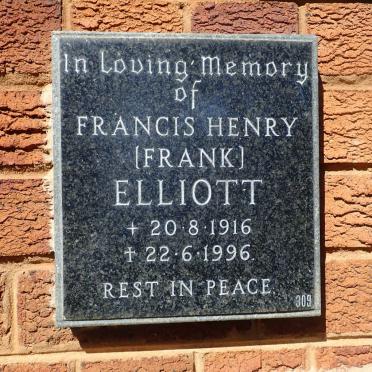 In Loving Memory
of
FRANCIS HENRY
(FRANK)
ELLIOTT
+ 20·8·1916
+ 22·6·1996.
REST IN PEACE.
309